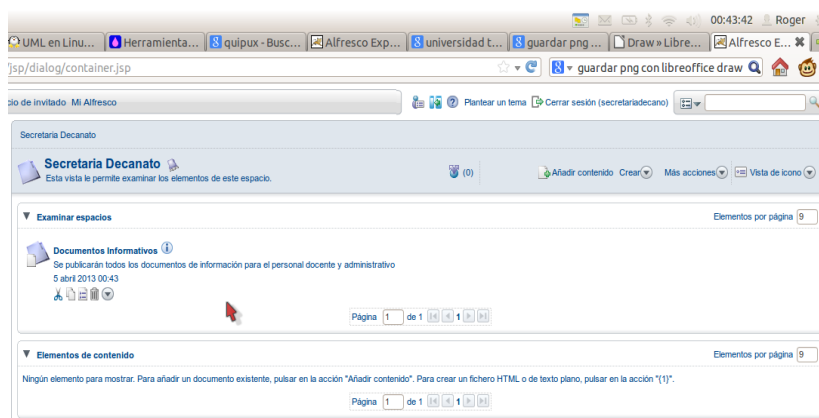 00:43:42 Roger
UML en Linu... Herramienta... quipux - Busc... Alfresco Exp... universidad t... guardar png ... Draw » Libre... Alfresco E...
/jsp/dialog/container.jsp guardar png con libreoffice draw
cio de invitado Mi Alfresco Plantear un tema Cerrar sesión (secretariadecano)
Secretaria Decanato
Secretaria Decanato
Esta vista le permite examinar los elementos de este espacio.
(0) Añadir contenido Crear Más acciones Vista de icono
Examinar espacios Elementos por página 9
Documentos Informativos
Se publicarán todos los documentos de información para el personal docente y administrativo
5 abril 2013 00:43
Página 1 de 1 1
Elementos de contenido Elementos por página 9
Ningún elemento para mostrar. Para añadir un documento existente, pulsar en la acción "Añadir contenido". Para crear un fichero HTML o de texto plano, pulsar en la acción "{1}".
Página 1 de 1 1